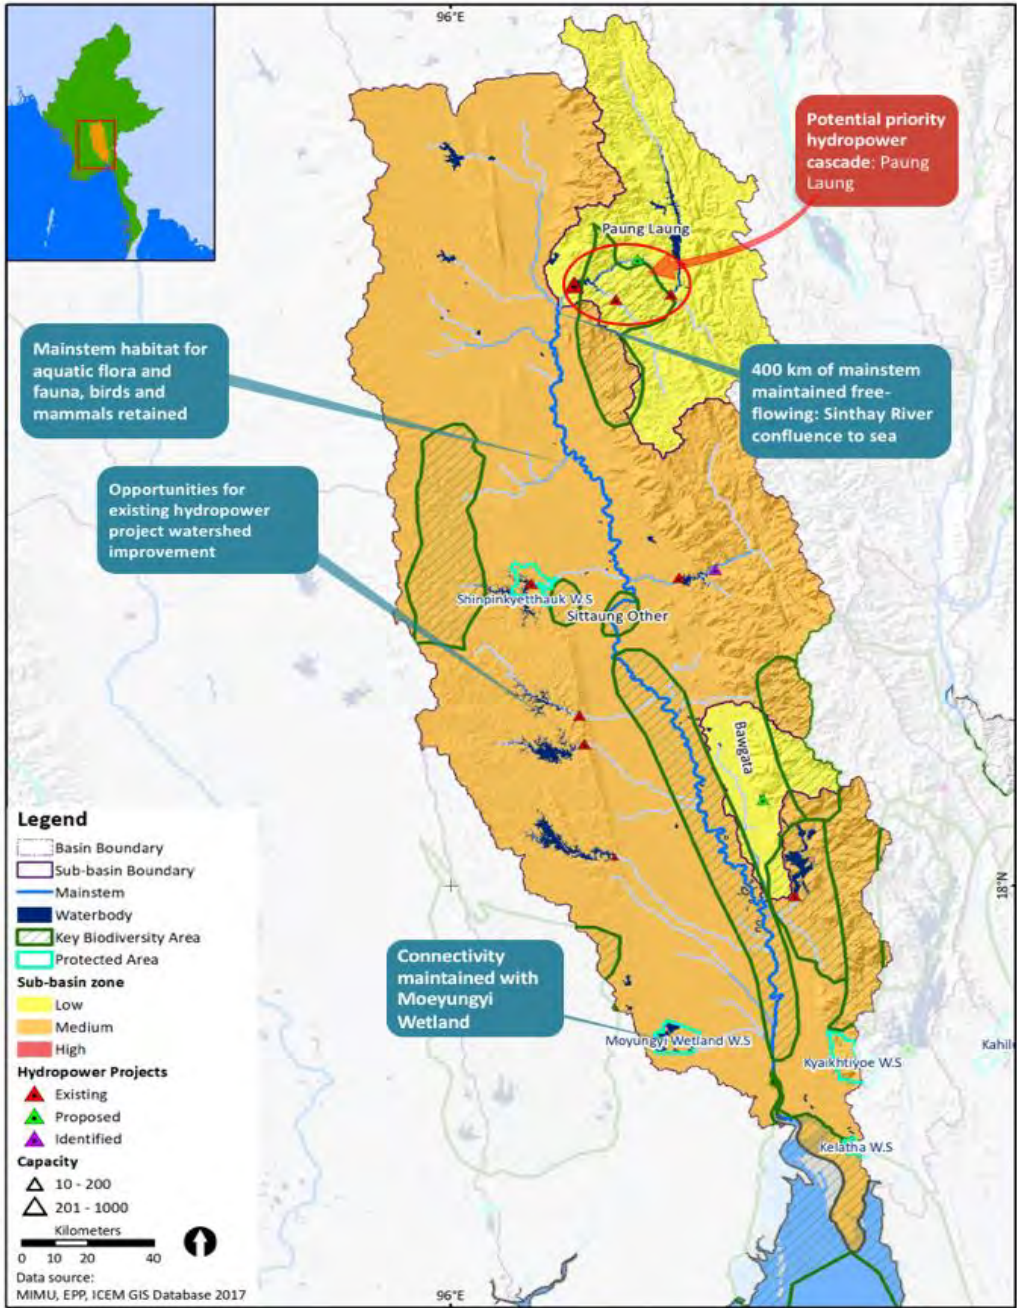 96°E
Potential priority
hydropower
cascade: Paung
Laung
Paung Laung
Mainstem habitat for
aquatic flora and
fauna, birds and
mammals retained
400 km of mainstem
maintained free-
flowing: Sinthay River
confluence to sea
Opportunities for
existing hydropower
project watershed
improvement
Shinpinkyetthauk W.S
Sittaung Other
Bawgata
18°N
Connectivity
maintained with
Moeyungyi
Wetland
Moyungyi Wetland W.S
Kyaikhtiyoe W.S
Kahil
Kelatha W.S
Legend
Basin Boundary
Sub-basin Boundary
Mainstem
Waterbody
Key Biodiversity Area
Protected Area
Sub-basin zone
Low
Medium
High
Hydropower Projects
Existing
Proposed
Identified
Capacity
10 - 200
201 - 1000
Kilometers
0 10 20 40
Data source:
MIMU, EPP, ICEM GIS Database 2017
96°E